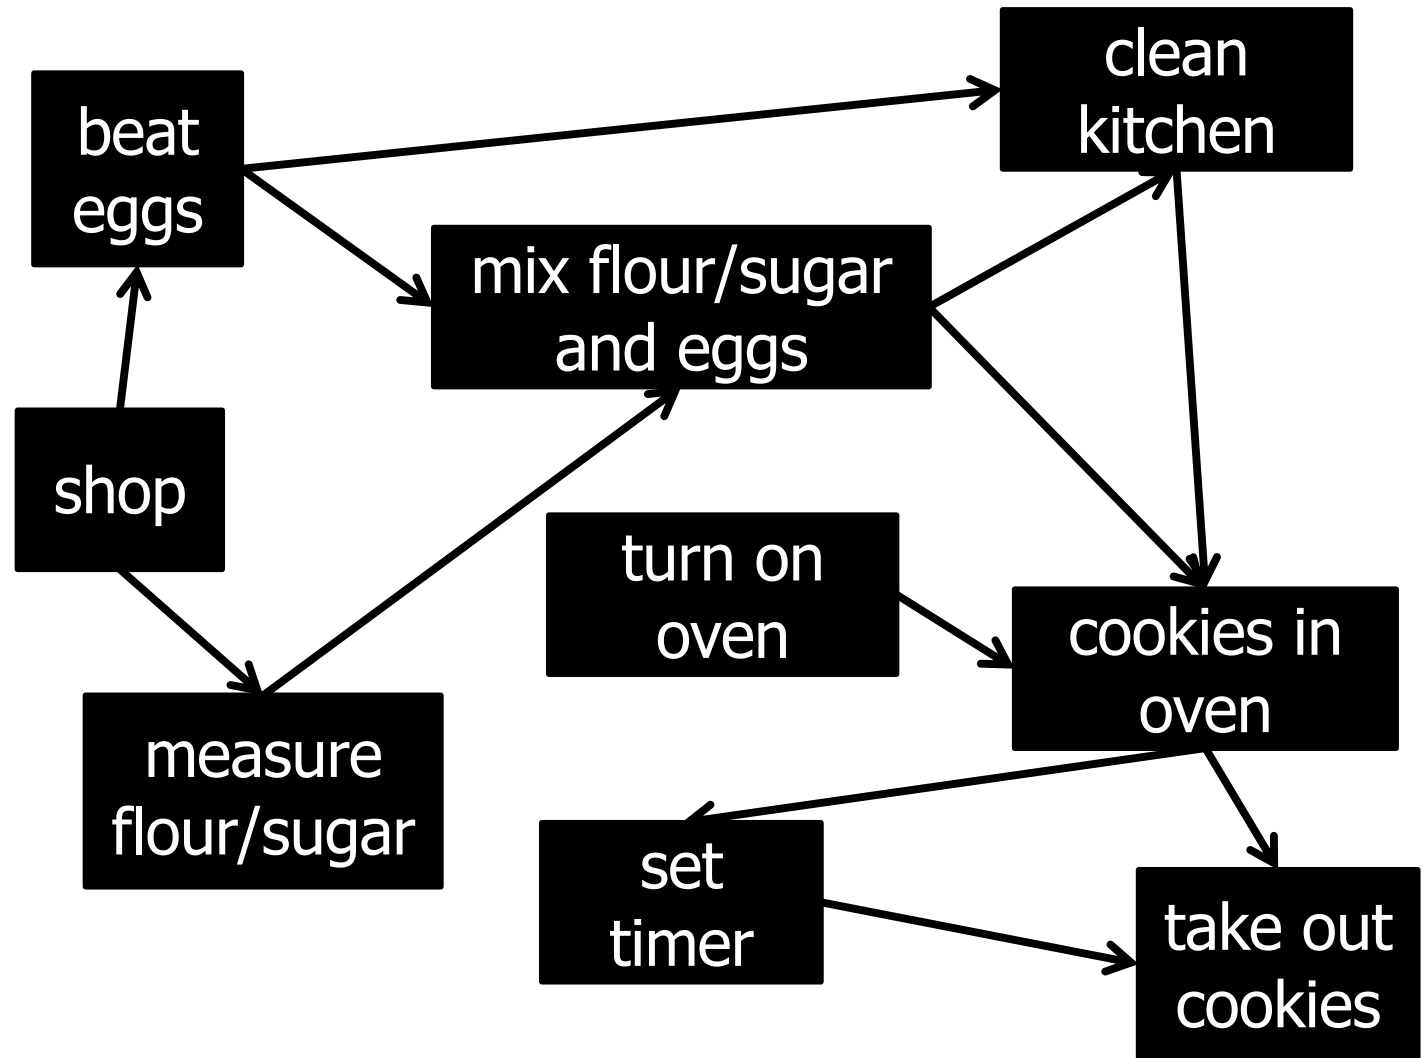 clean
kitchen
beat
eggs
mix flour/sugar
and eggs
shop
turn on
oven
cookies in
oven
measure
flour/sugar
set
timer
take out
cookies